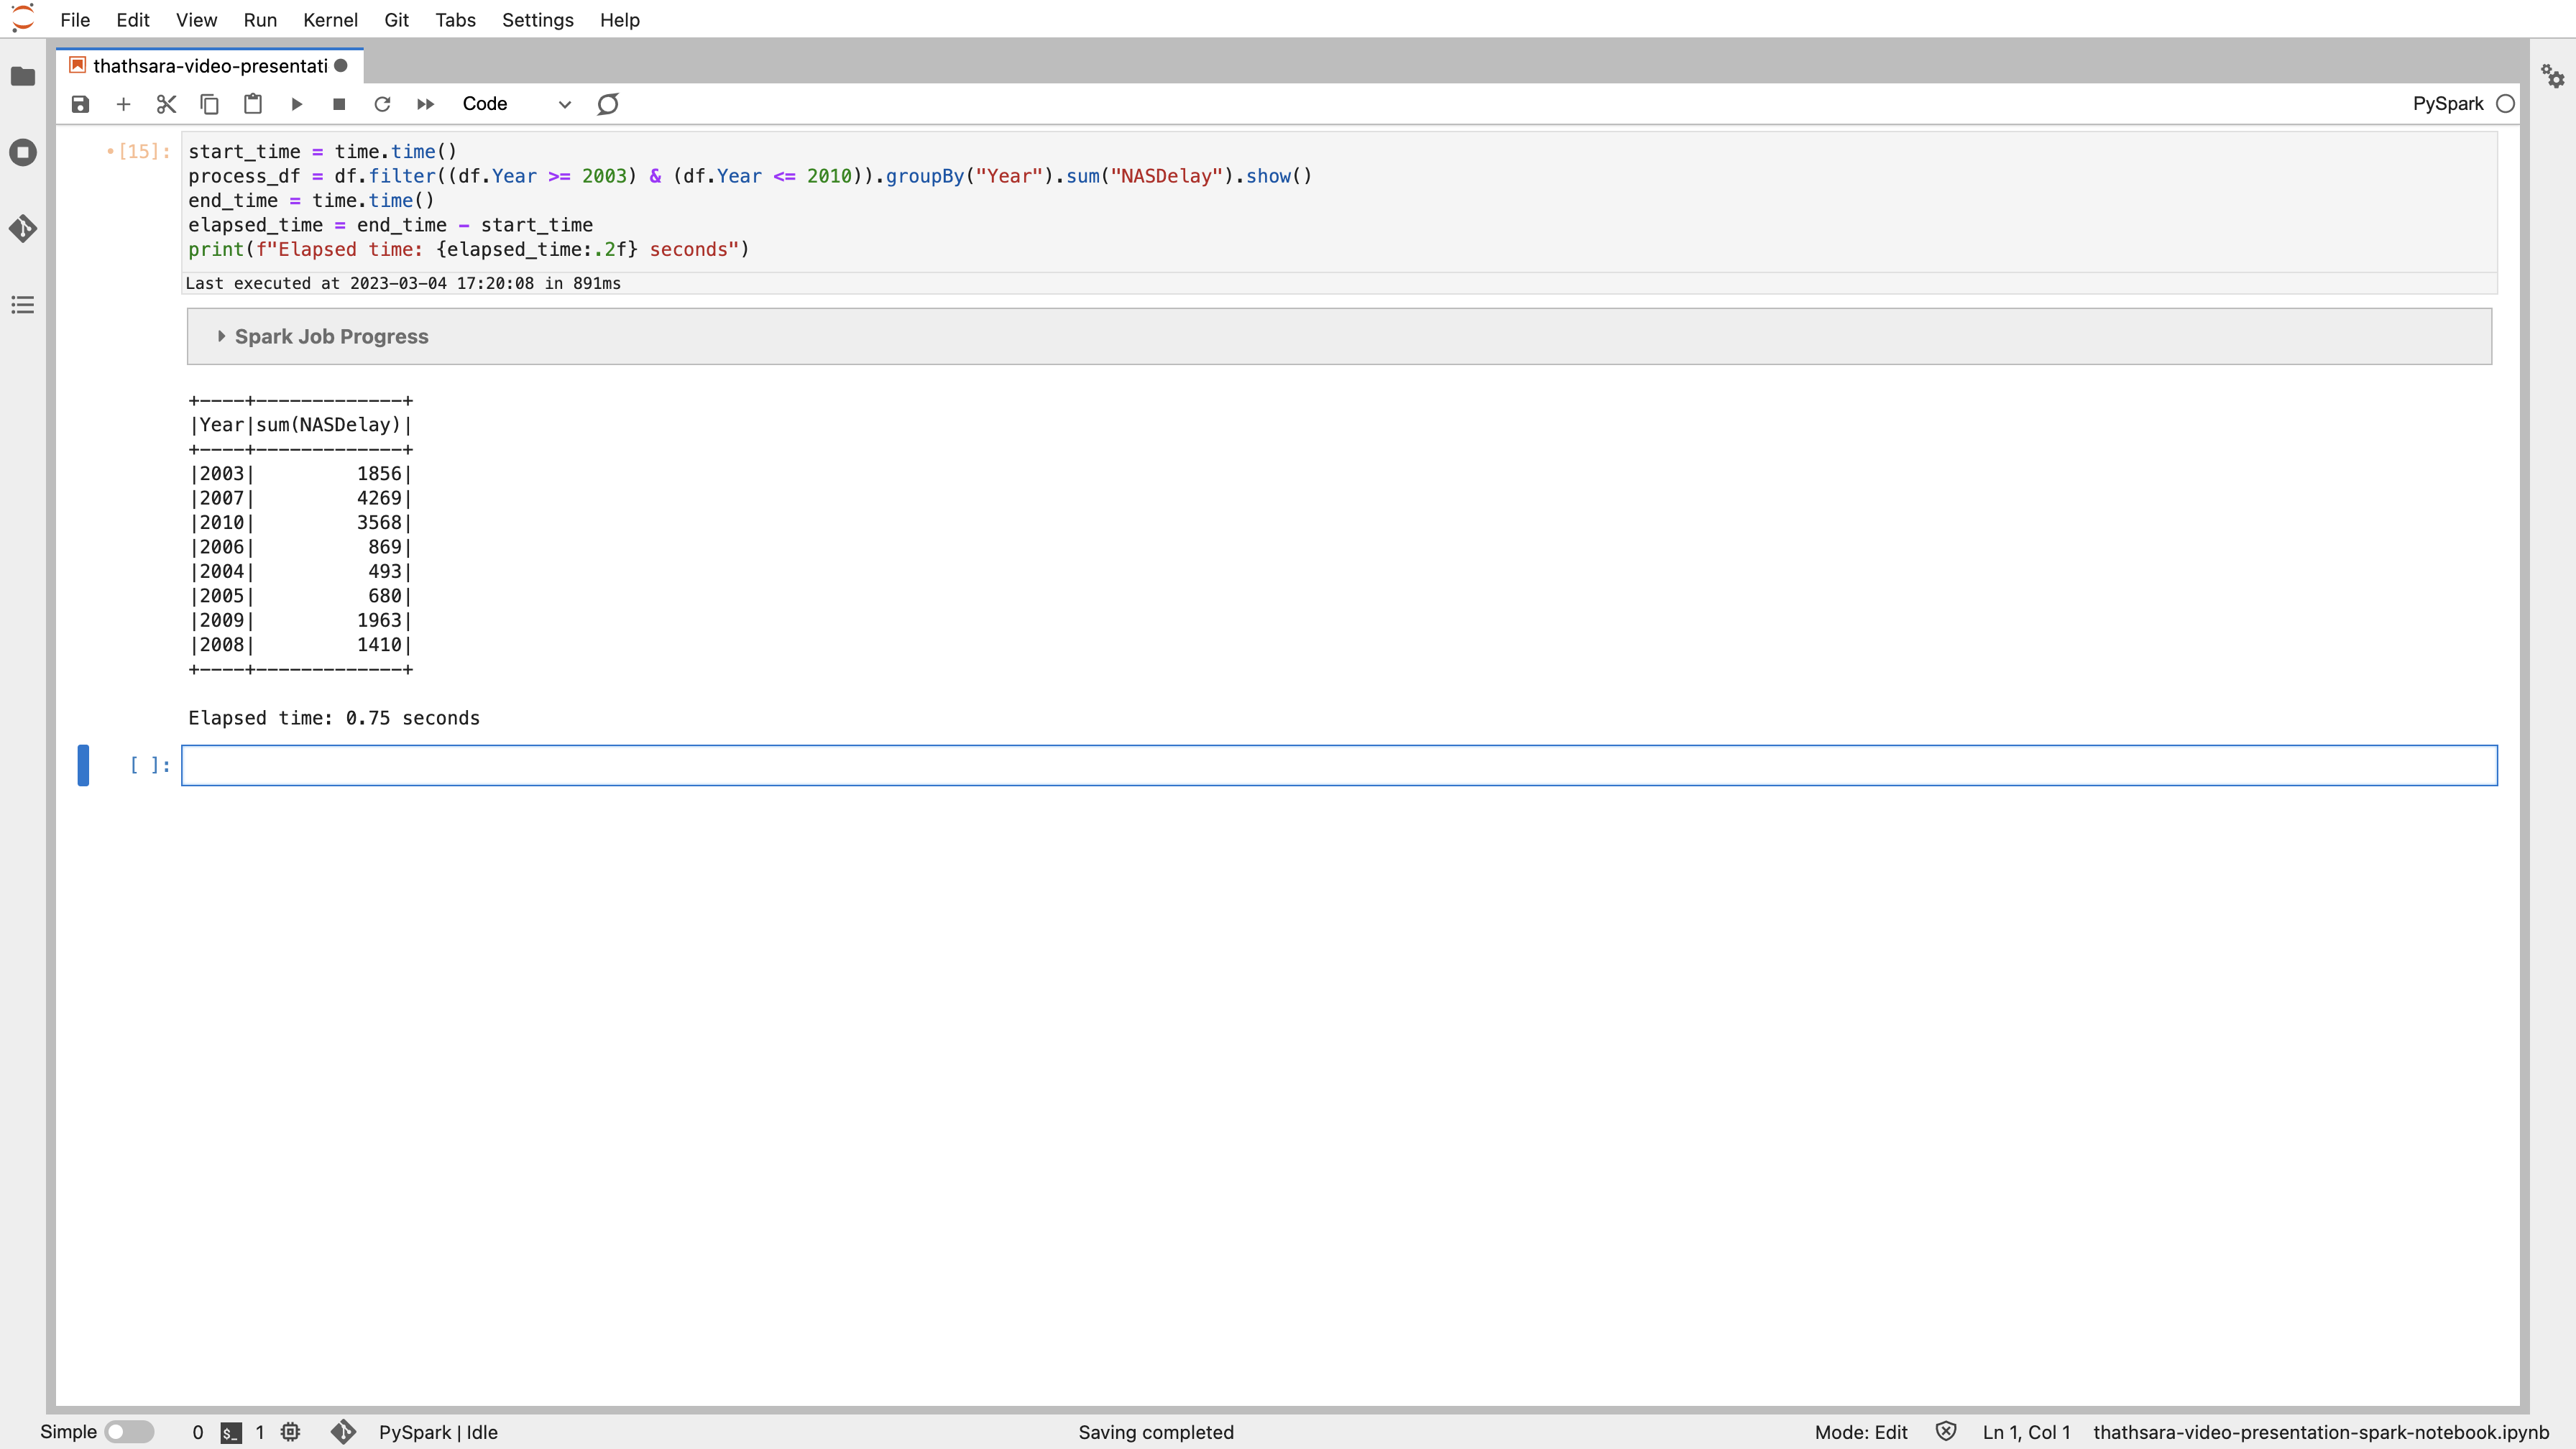 File Edit View Run Kernel Git Tabs Settings Help
thathsara-video-presentati
Code
PySpark
[15]:
start_time = time.time()
process_df = df.filter((df.Year >= 2003) & (df.Year <= 2010)).groupBy("Year").sum("NASDelay").show()
end_time = time.time()
elapsed_time = end_time - start_time
print(f"Elapsed time: {elapsed_time:.2f} seconds")
Last executed at 2023-03-04 17:20:08 in 891ms
Spark Job Progress
+----+-------------+
|Year|sum(NASDelay)|
+----+-------------+
|2003|         1856|
|2007|         4269|
|2010|         3568|
|2006|          869|
|2004|          493|
|2005|          680|
|2009|         1963|
|2008|         1410|
+----+-------------+
Elapsed time: 0.75 seconds
[ ]:
Simple 0 $_ 1 PySpark | Idle Saving completed Mode: Edit Ln 1, Col 1 thathsara-video-presentation-spark-notebook.ipynb